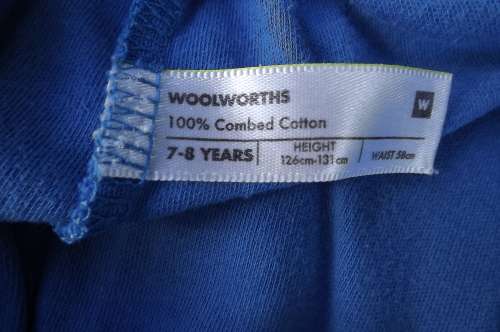 WOOLWORTHS
W
100% Combed Cotton
7-8 YEARS
HEIGHT
126cm-131cm
WAIST 58cm